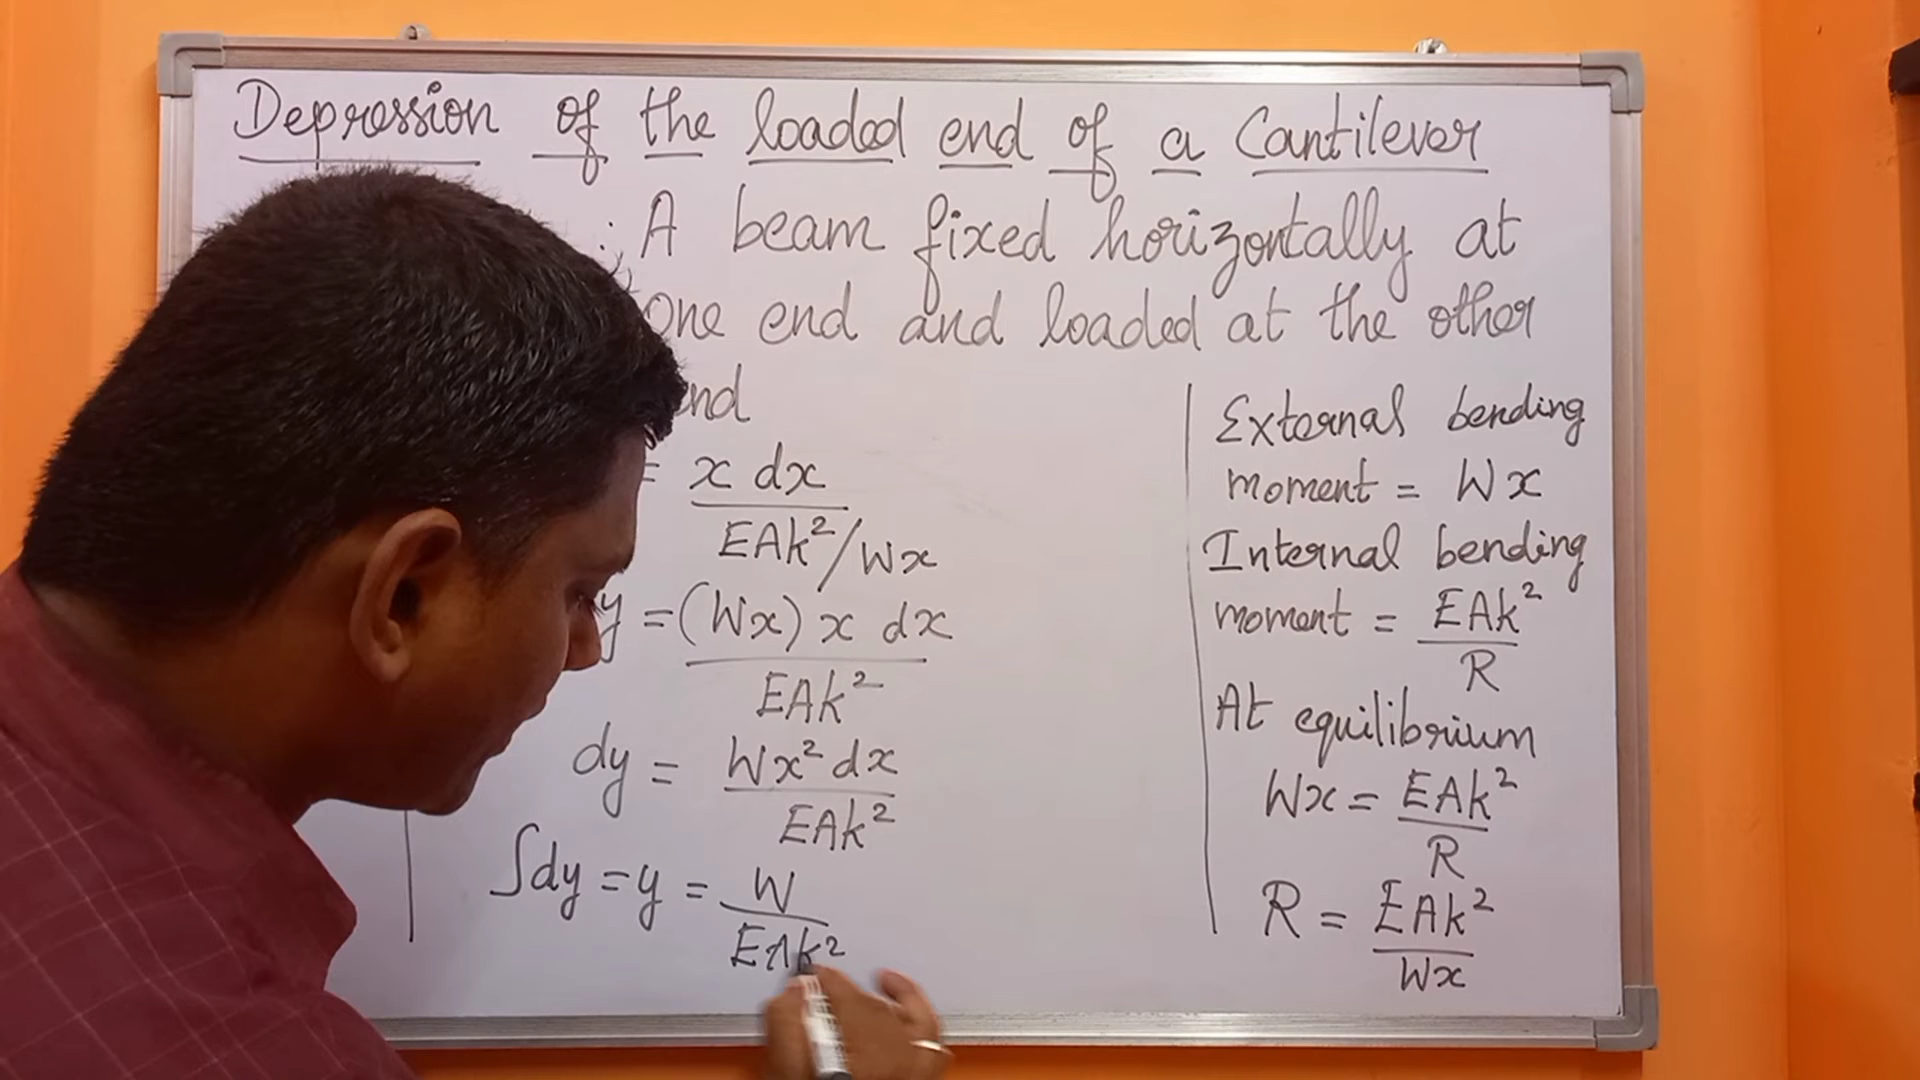 Depression of the loaded end of a Cantilever
: A beam fixed horizontally at
one end and loaded at the other
end
= x dx
EAk²/Wx
y = (Wx) x dx
EAk²
dy = Wx² dx
EAk²
∫dy = y = W
EAk²
External bending
moment = Wx
Internal bending
moment = EAk²
R
At equilibrium
Wx = EAk²
R
R = EAk²
Wx